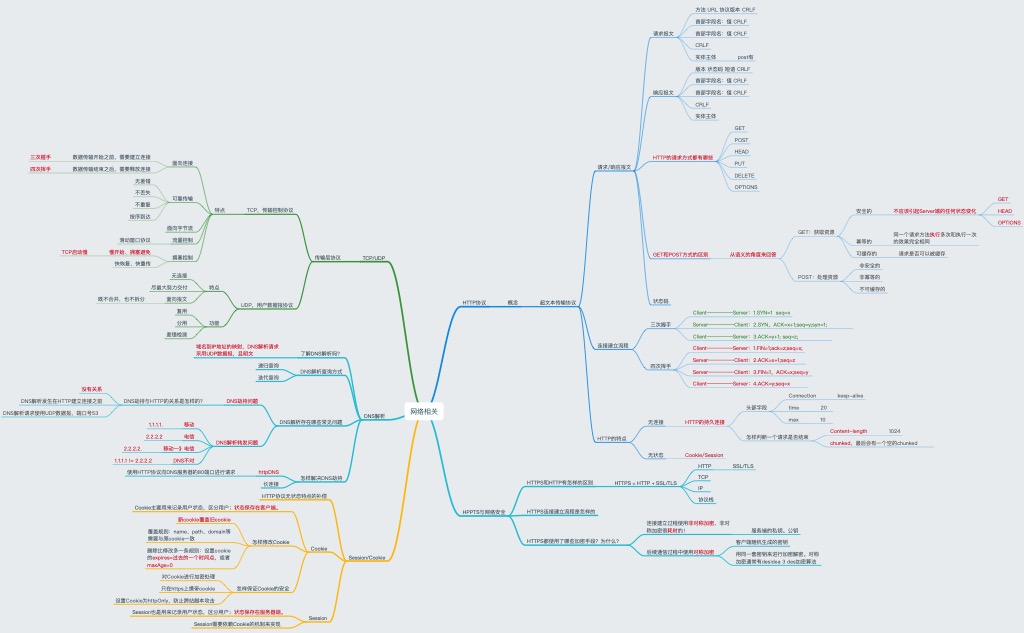 网络相关
HTTP协议
概念
超文本传输协议
请求/响应报文
请求报文
方法 URL 协议版本 CRLF
首部字段名：值 CRLF
首部字段名：值 CRLF
CRLF
实体主体
post有
响应报文
版本 状态码 短语 CRLF
首部字段名：值 CRLF
首部字段名：值 CRLF
CRLF
实体主体
HTTP的请求方式都有哪些
GET
POST
HEAD
PUT
DELETE
OPTIONS
GET和POST方式的区别
从语义的角度来回答
GET：获取资源
安全的
不应该引起Server端的任何状态变化
GET
HEAD
OPTIONS
幂等的
同一个请求方法执行多次和执行一次
的效果完全相同
可缓存的
请求是否可以被缓存
POST：处理资源
非安全的
非幂等的
不可缓存的
状态码
连接建立流程
三次握手
Client————Server：1.SYN=1 seq=x
Server————Client：2.SYN，ACK=x+1;seq=y;syn=1;
Client————Server：3.ACK=y+1; seq=z;
四次挥手
Client————Server：1.FIN=1;ack=z;seq=x;
Server————Client：2.ACK=x+1;seq=z
Server————Client：3.FIN=1，ACK=x;seq=y
Client————Server：4.ACK=y;seq=x
HTTP的特点
无连接
HTTP的持久连接
头部字段
Connection
keep-alive
time
20
max
10
怎样判断一个请求是否结束
Content-length
1024
chunked，最后会有一个空的chunked
无状态
Cookie/Session
HPPTS与网络安全
HTTPS和HTTP有怎样的区别
HTTPS = HTTP + SSL/TLS
HTTP
SSL/TLS
TCP
IP
协议栈
HTTPS连接建立流程是怎样的
HTTPS都使用了哪些加密手段？为什么？
连接建立过程使用非对称加密，非对
称加密很耗时的！
服务端的私钥、公钥
后续通信过程中使用对称加密
客户端随机生成的密钥
用同一套密钥来进行加密解密，对称
加密通常有desidea 3 des加密算法
TCP/UDP
传输层协议
TCP，传输控制协议
特点
面向连接
数据传输开始之前，需要建立连接
三次握手
数据传输结束之后，需要释放连接
四次挥手
可靠传输
无差错
不丢失
不重复
按序到达
面向字节流
流量控制
滑动窗口协议
拥塞控制
慢开始、拥塞避免
TCP启动慢
快恢复、快重传
UDP，用户数据报协议
特点
无连接
尽最大努力交付
面向报文
既不合并，也不拆分
功能
复用
分用
差错检测
DNS解析
了解DNS解析吗？
域名到IP地址的映射，DNS解析请求
采用UDP数据报，且明文
DNS解析查询方式
递归查询
迭代查询
DNS解析存在哪些常见问题
DNS劫持问题
DNS劫持与HTTP的关系是怎样的？
没有关系
DNS解析发生在HTTP建立连接之前
DNS解析请求使用UDP数据报，端口号53
DNS解析转发问题
移动
1.1.1.1.
电信
2.2.2.2
移动—》电信
2.2.2.2.
DNS不对
1.1.1.1 != 2.2.2.2
怎样解决DNS劫持
httpDNS
使用HTTP协议向DNS服务器的80端口进行请求
长连接
Session/Cookie
HTTP协议无状态特点的补偿
Cookie
Cookie主要用来记录用户状态，区分用户；状态保存在客户端。
怎样修改Cookie
新cookie覆盖旧cookie
覆盖规则：name、path、domain等
需要与原cookie一致
删除比修改多一条规则：设置cookie
的expires=过去的一个时间点，或者
maxAge=0
怎样保证Cookie的安全
对Cookie进行加密处理
只在https上携带cookie
设置Cookie为httpOnly，防止跨站脚本攻击
Session
Session也是用来记录用户状态，区分用户；状态保存在服务器端。
Session需要依赖Cookie的机制来实现